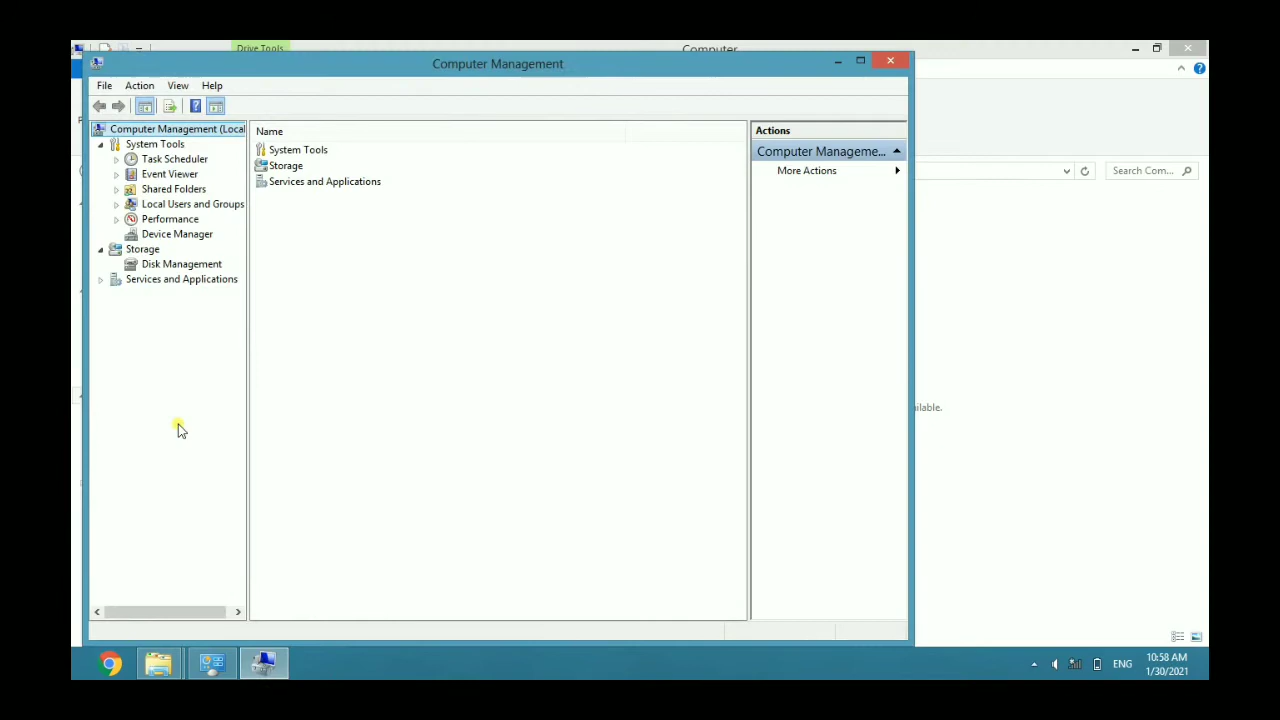 Drive Tools
Computer
Computer Management
File Action View Help
Computer Management (Local
System Tools
Task Scheduler
Event Viewer
Shared Folders
Local Users and Groups
Performance
Device Manager
Storage
Disk Management
Services and Applications
Name
System Tools
Storage
Services and Applications
Actions
Computer Manageme...
More Actions
Search Com...
ilable.
ENG
10:58 AM
1/30/2021